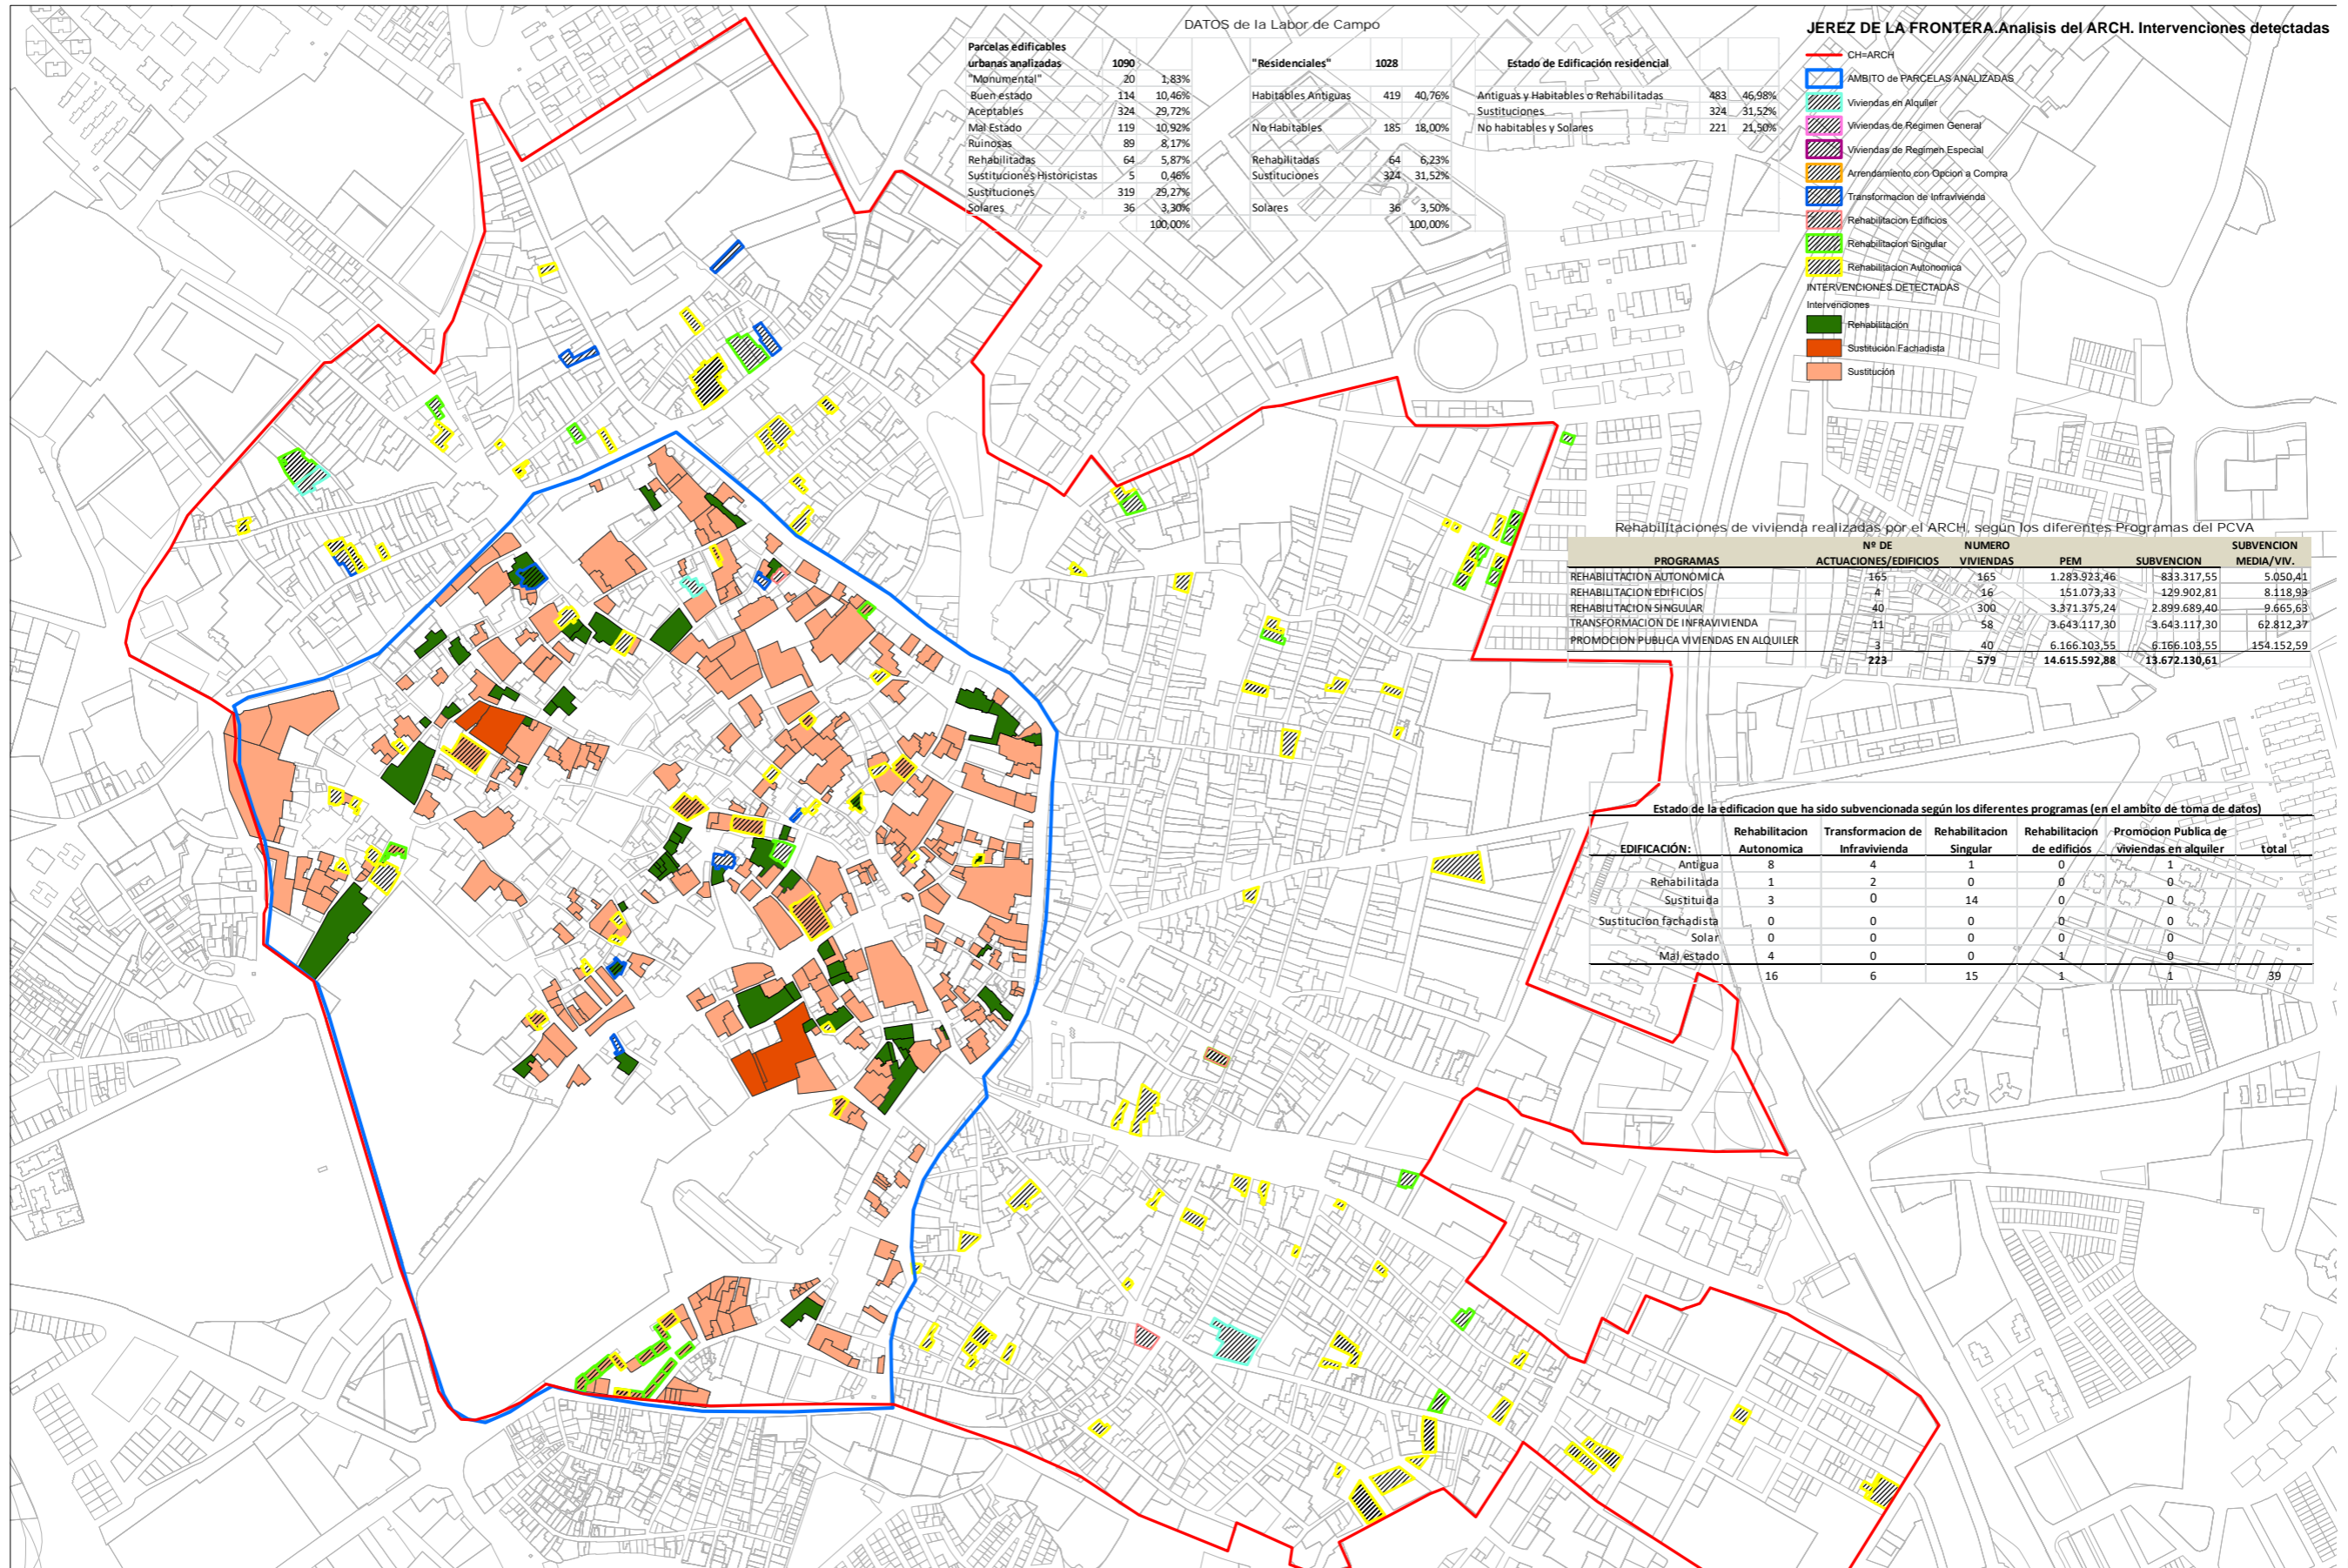 DATOS de la Labor de Campo
Parcelas edificables
urbanas analizadas 1090 "Residenciales" 1028 Estado de Edificación residencial
"Monumental" 20 1,83%
Buen estado 114 10,46% Habitables Antiguas 419 40,76% Antiguas y Habitables o Rehabilitadas 483 46,98%
Aceptables 324 29,72% Sustituciones 324 31,52%
Mal Estado 119 10,92% No Habitables 185 18,00% No habitables y Solares 221 21,50%
Ruinosas 89 8,17%
Rehabilitadas 64 5,87% Rehabilitadas 64 6,23%
Sustituciones Historicistas 5 0,46% Sustituciones 324 31,52%
Sustituciones 319 29,27%
Solares 36 3,30% Solares 36 3,50%
100,00% 100,00%
JEREZ DE LA FRONTERA.Analisis del ARCH. Intervenciones detectadas
CH=ARCH
AMBITO de PARCELAS ANALIZADAS
Viviendas en Alquiler
Viviendas de Regimen General
Viviendas de Regimen Especial
Arrendamiento con Opcion a Compra
Transformacion de Infravivienda
Rehabilitacion Edificios
Rehabilitacion Singular
Rehabilitacion Autonomica
INTERVENCIONES DETECTADAS
Intervenciones
Rehabilitación
Sustitución Fachadista
Sustitución
Rehabilitaciones de vivienda realizadas por el ARCH, según los diferentes Programas del PCVA
Nº DE NUMERO SUBVENCION
PROGRAMAS ACTUACIONES/EDIFICIOS VIVIENDAS PEM SUBVENCION MEDIA/VIV.
REHABILITACION AUTONOMICA 165 165 1.283.923,46 833.317,55 5.050,41
REHABILITACION EDIFICIOS 4 16 151.073,33 129.902,81 8.118,93
REHABILITACION SINGULAR 40 300 3.371.375,24 2.899.689,40 9.665,63
TRANSFORMACION DE INFRAVIVIENDA 11 58 3.643.117,30 3.643.117,30 62.812,37
PROMOCION PUBLICA VIVIENDAS EN ALQUILER 3 40 6.166.103,55 6.166.103,55 154.152,59
223 579 14.615.592,88 13.672.130,61
Estado de la edificacion que ha sido subvencionada según los diferentes programas (en el ambito de toma de datos)
Rehabilitacion Transformacion de Rehabilitacion Rehabilitacion Promocion Publica de
EDIFICACIÓN: Autonomica Infravivienda Singular de edificios viviendas en alquiler total
Antigua 8 4 1 0 1
Rehabilitada 1 2 0 0 0
Sustituida 3 0 14 0 0
Sustitucion fachadista 0 0 0 0 0
Solar 0 0 0 0 0
Mal estado 4 0 0 1 0
16 6 15 1 1 39